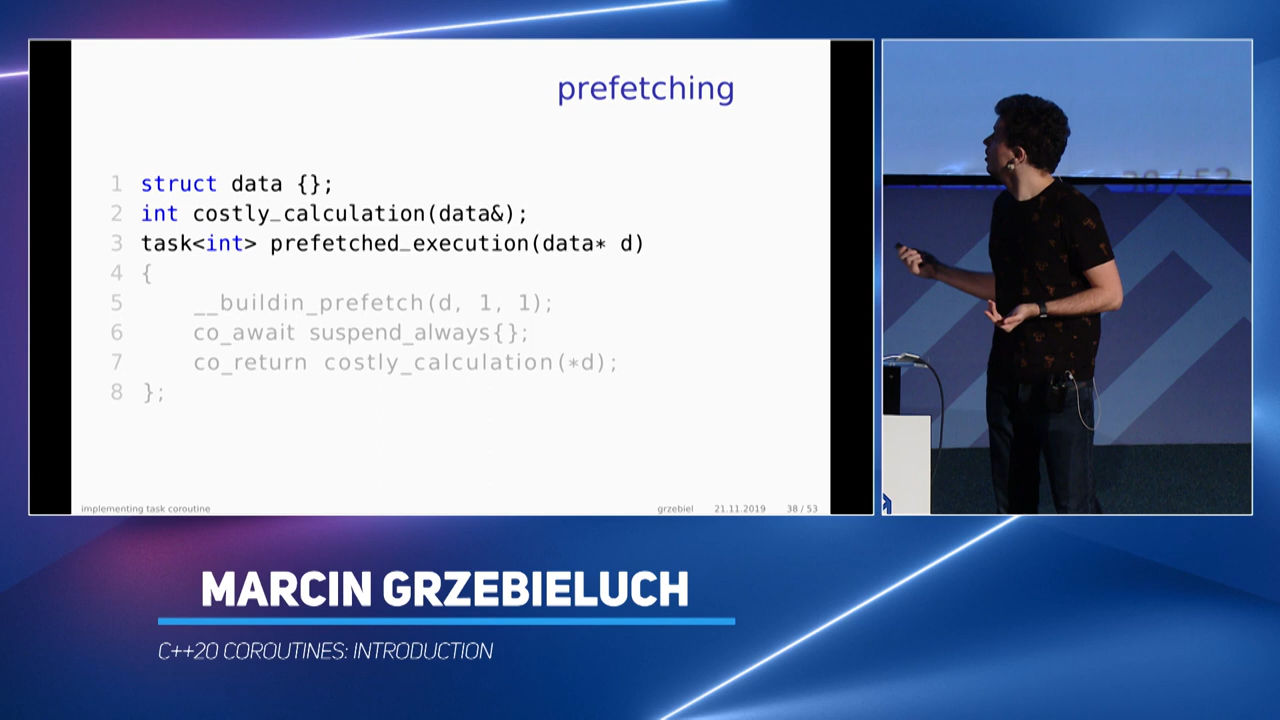 prefetching
1 struct data {};
2 int costly_calculation(data&);
3 task<int> prefetched_execution(data* d)
4 {
5 __buildin_prefetch(d, 1, 1);
6 co_await suspend_always{};
7 co_return costly_calculation(*d);
8 };
implementing task coroutine
grzebiel 21.11.2019 38 / 53
38 / 53
MARCIN GRZEBIELUCH
C++20 COROUTINES: INTRODUCTION